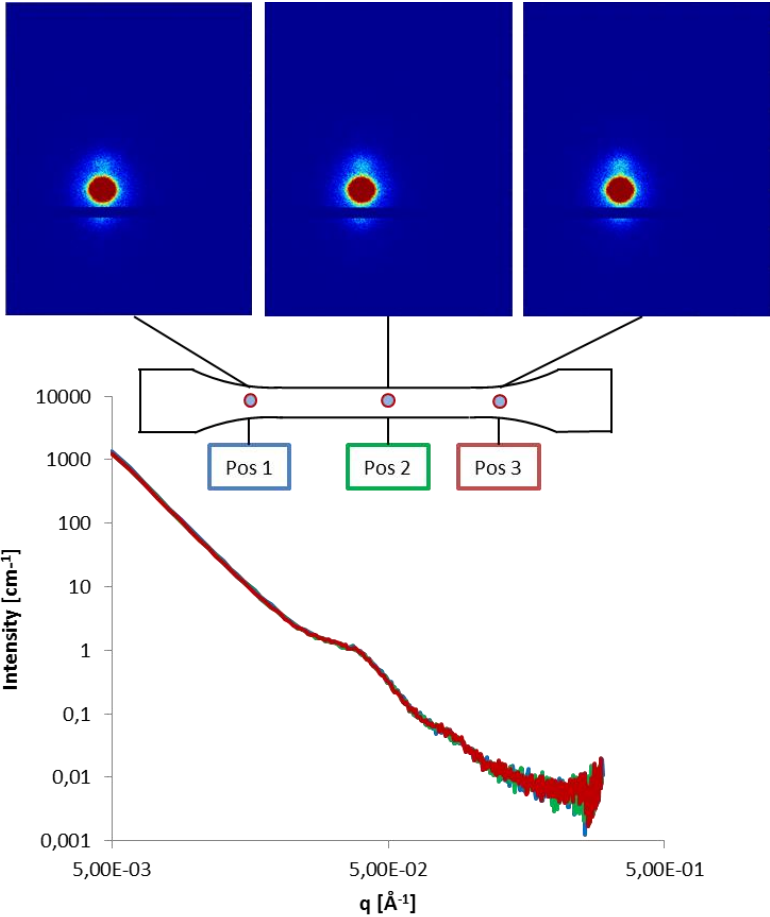 Pos 1
Pos 2
Pos 3
10000
1000
100
10
1
0,1
0,01
0,001
Intensity [cm-1]
5,00E-03
5,00E-02
5,00E-01
q [Å-1]